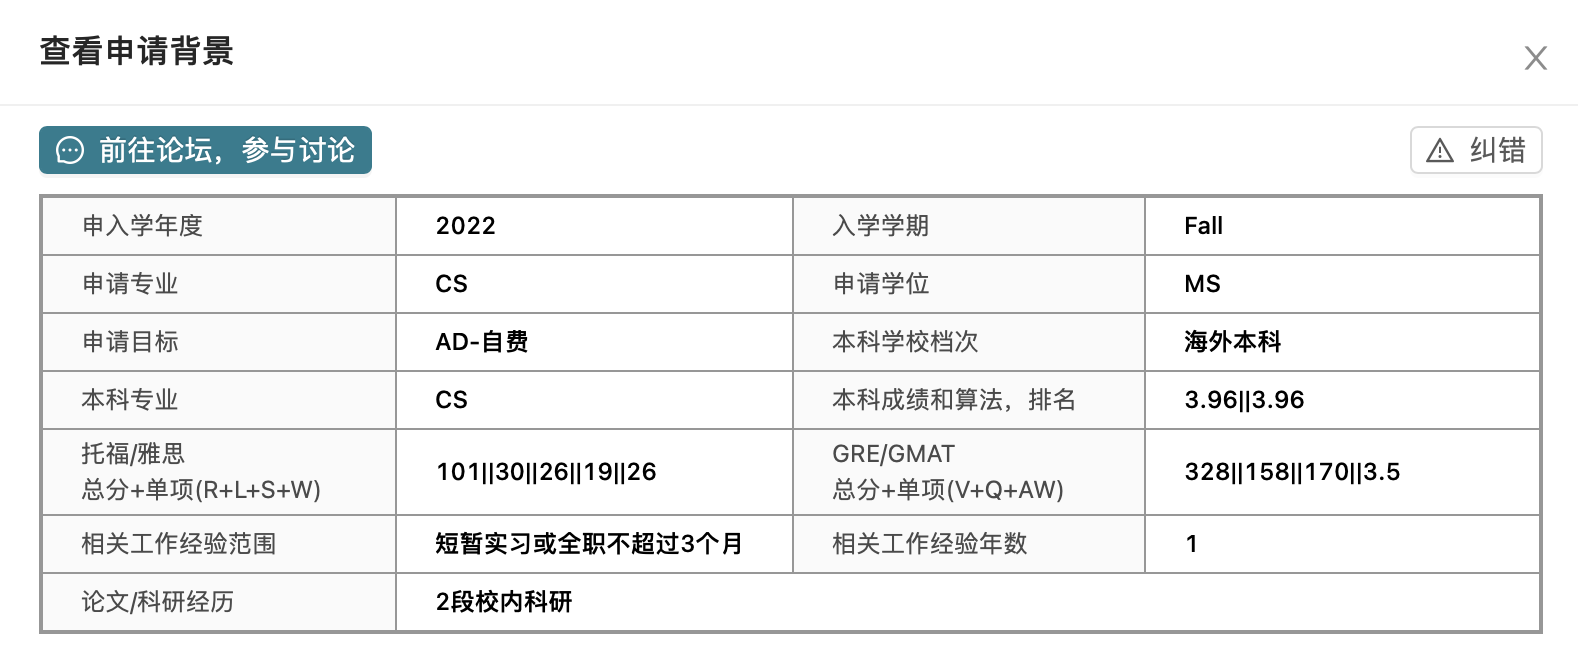 查看申请背景
前往论坛，参与讨论
纠错
申入学年度 2022 入学学期 Fall
申请专业 CS 申请学位 MS
申请目标 AD-自费 本科学校档次 海外本科
本科专业 CS 本科成绩和算法，排名 3.96||3.96
托福/雅思
总分+单项(R+L+S+W)
101||30||26||19||26
GRE/GMAT
总分+单项(V+Q+AW)
328||158||170||3.5
相关工作经验范围 短暂实习或全职不超过3个月 相关工作经验年数 1
论文/科研经历 2段校内科研